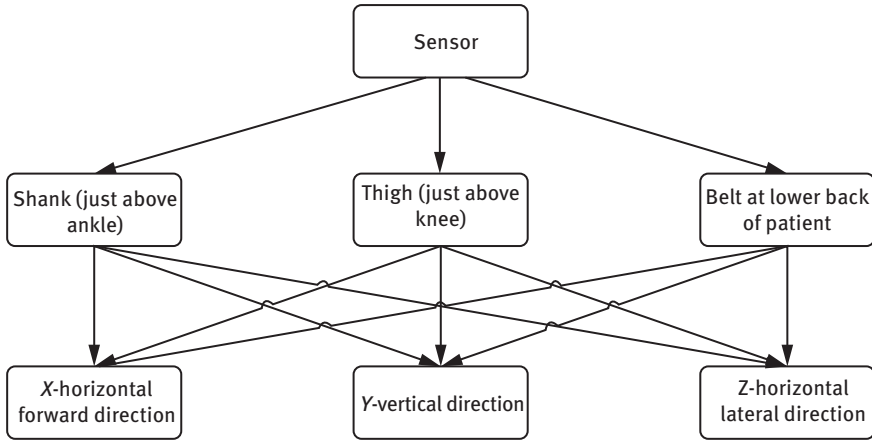 Sensor
Shank (just above
ankle)
Thigh (just above
knee)
Belt at lower back
of patient
X-horizontal
forward direction
Y-vertical direction
Z-horizontal
lateral direction